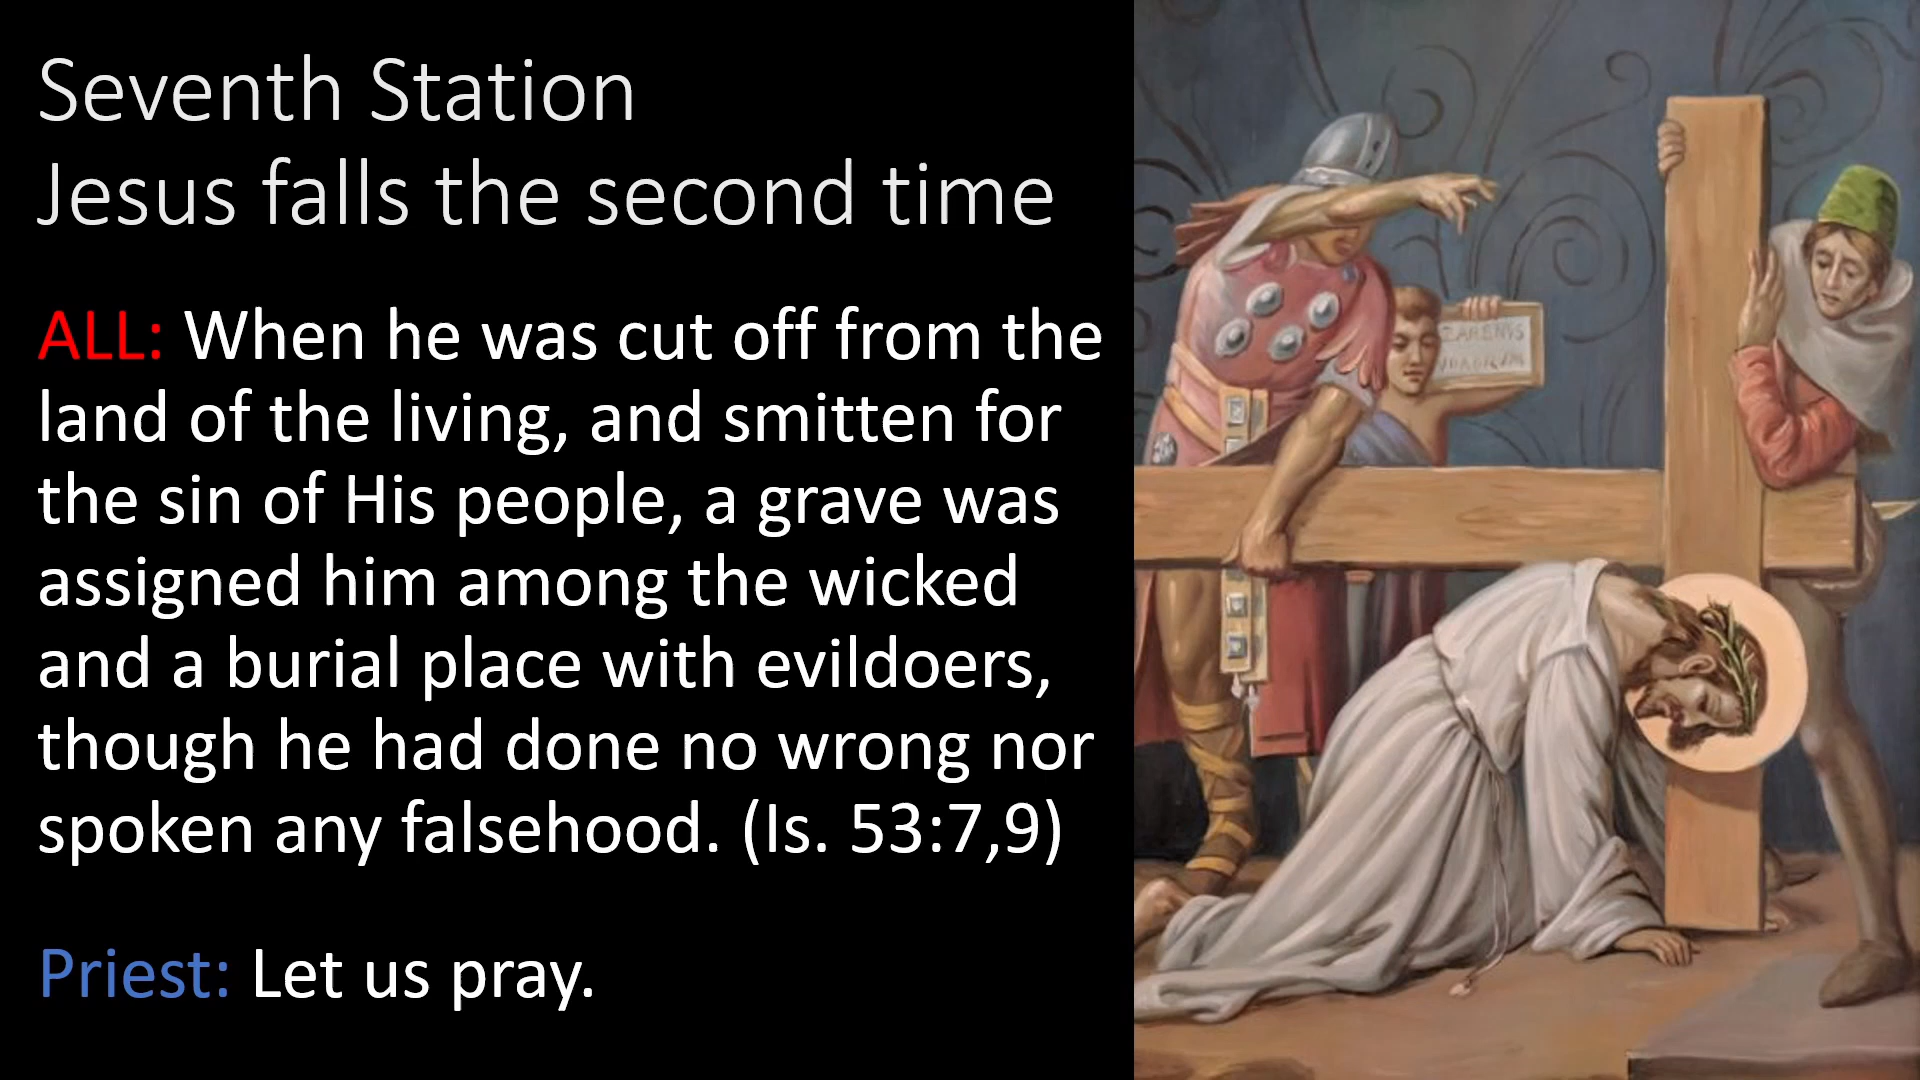 Seventh Station
Jesus falls the second time
ALL: When he was cut off from the
land of the living, and smitten for
the sin of His people, a grave was
assigned him among the wicked
and a burial place with evildoers,
though he had done no wrong nor
spoken any falsehood. (Is. 53:7,9)
Priest: Let us pray.
ZARENVS